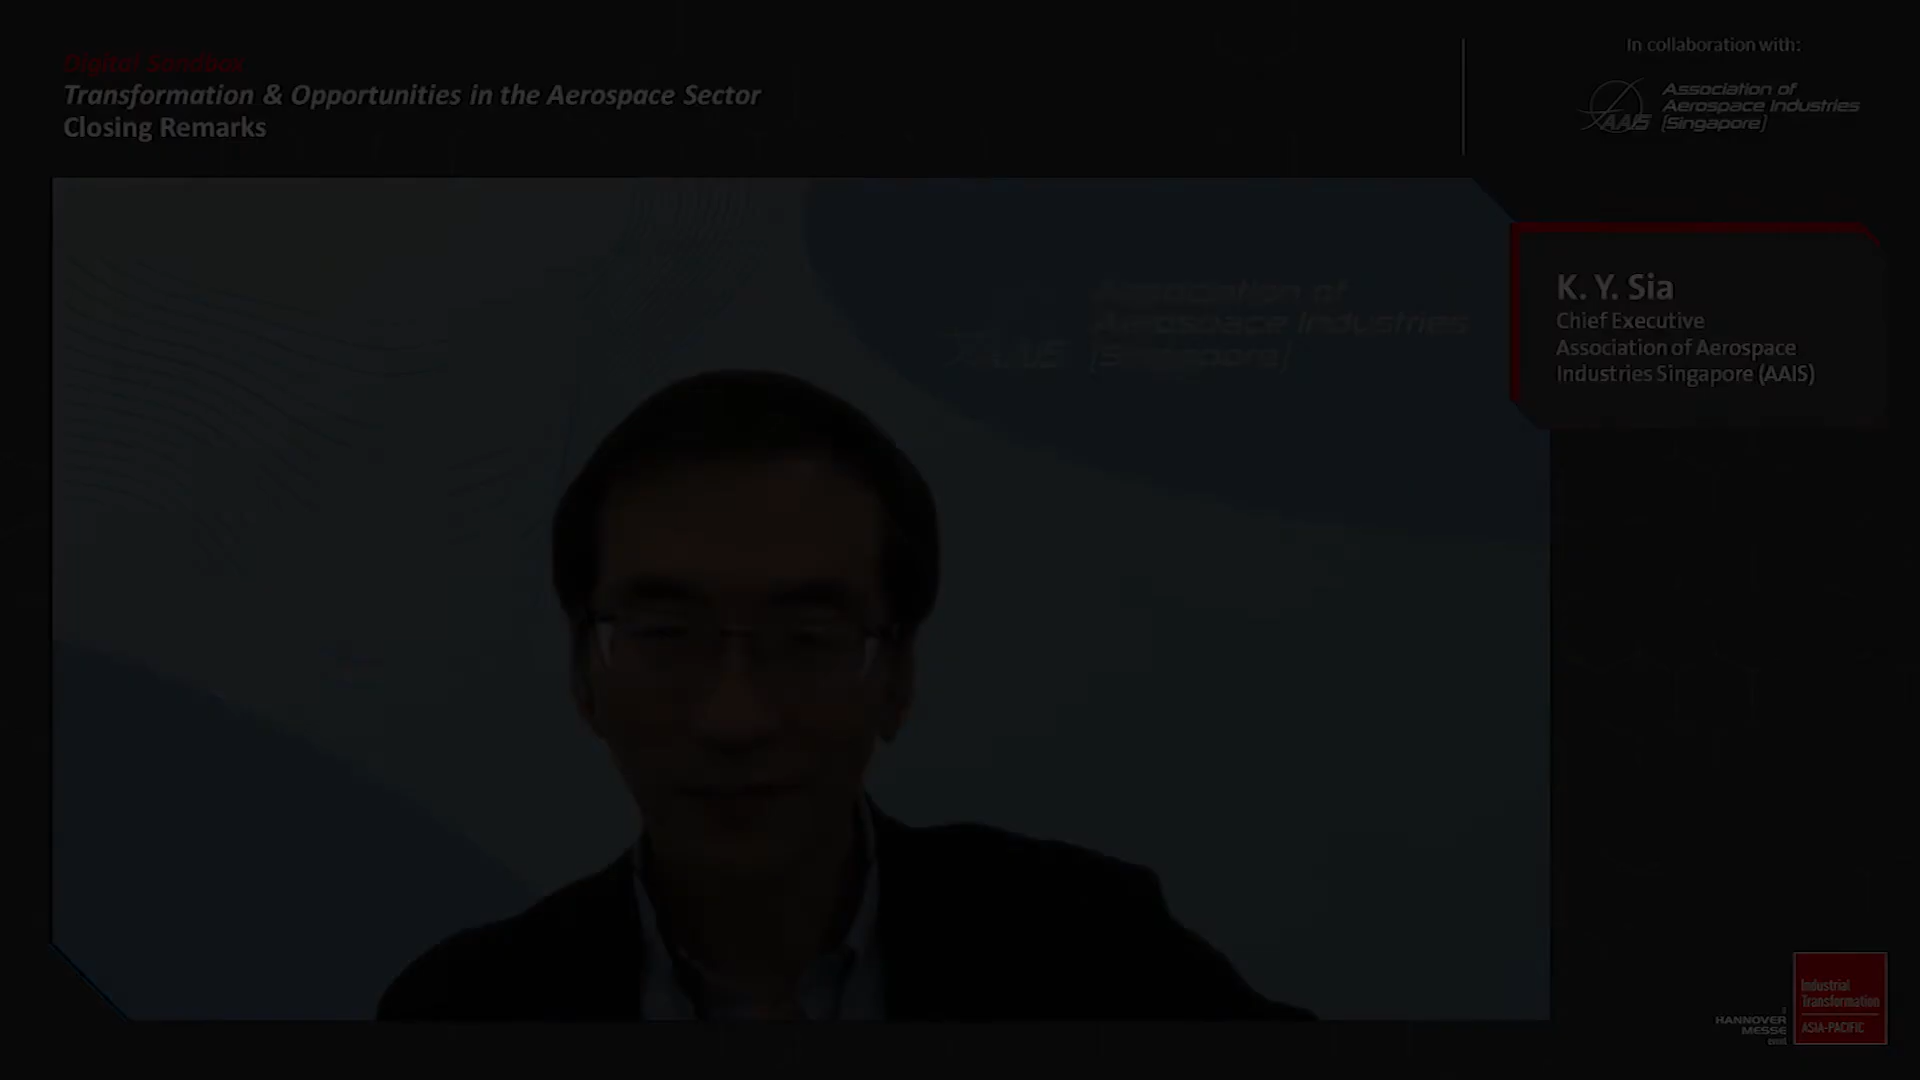 Digital Sandbox
Transformation & Opportunities in the Aerospace Sector
Closing Remarks
In collaboration with:
AAIS
Association of
Aerospace Industries
(Singapore)
Association of
Aerospace Industries
(Singapore)
AAIS
K. Y. Sia
Chief Executive
Association of Aerospace
Industries Singapore (AAIS)
Industrial
Transformation
ASIA-PACIFIC
a
HANNOVER
MESSE
event